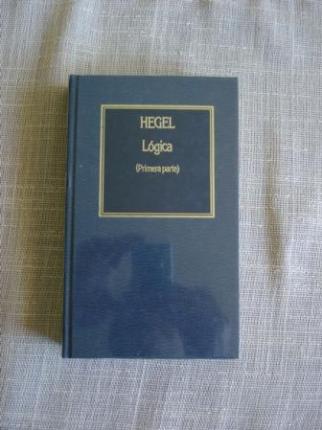 HEGEL
Lógica
(Primera parte)